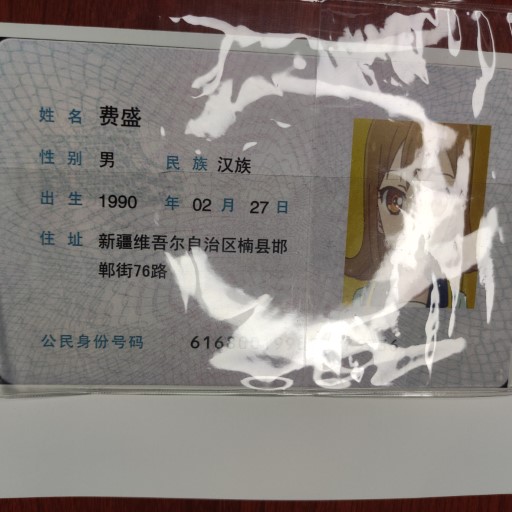 姓名 费盛
性别 男 民族 汉族
出生 1990 年 02 月 27 日
住址 新疆维吾尔自治区楠县邯
郸街76路
公民身份号码 616